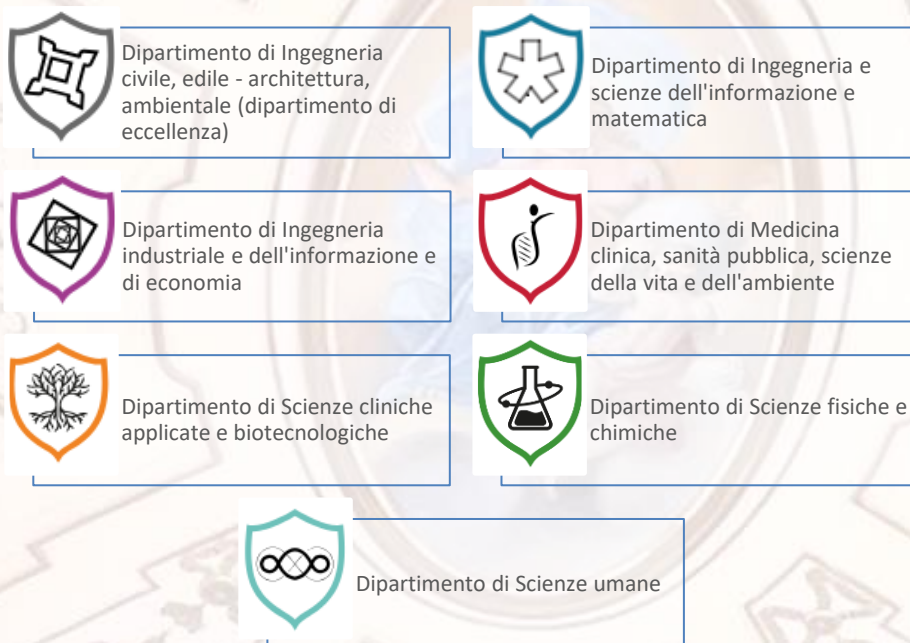 Dipartimento di Ingegneria
civile, edile - architettura,
ambientale (dipartimento di
eccellenza)
Dipartimento di Ingegneria e
scienze dell'informazione e
matematica
Dipartimento di Ingegneria
industriale e dell'informazione e
di economia
Dipartimento di Medicina
clinica, sanità pubblica, scienze
della vita e dell'ambiente
Dipartimento di Scienze cliniche
applicate e biotecnologiche
Dipartimento di Scienze fisiche e
chimiche
Dipartimento di Scienze umane